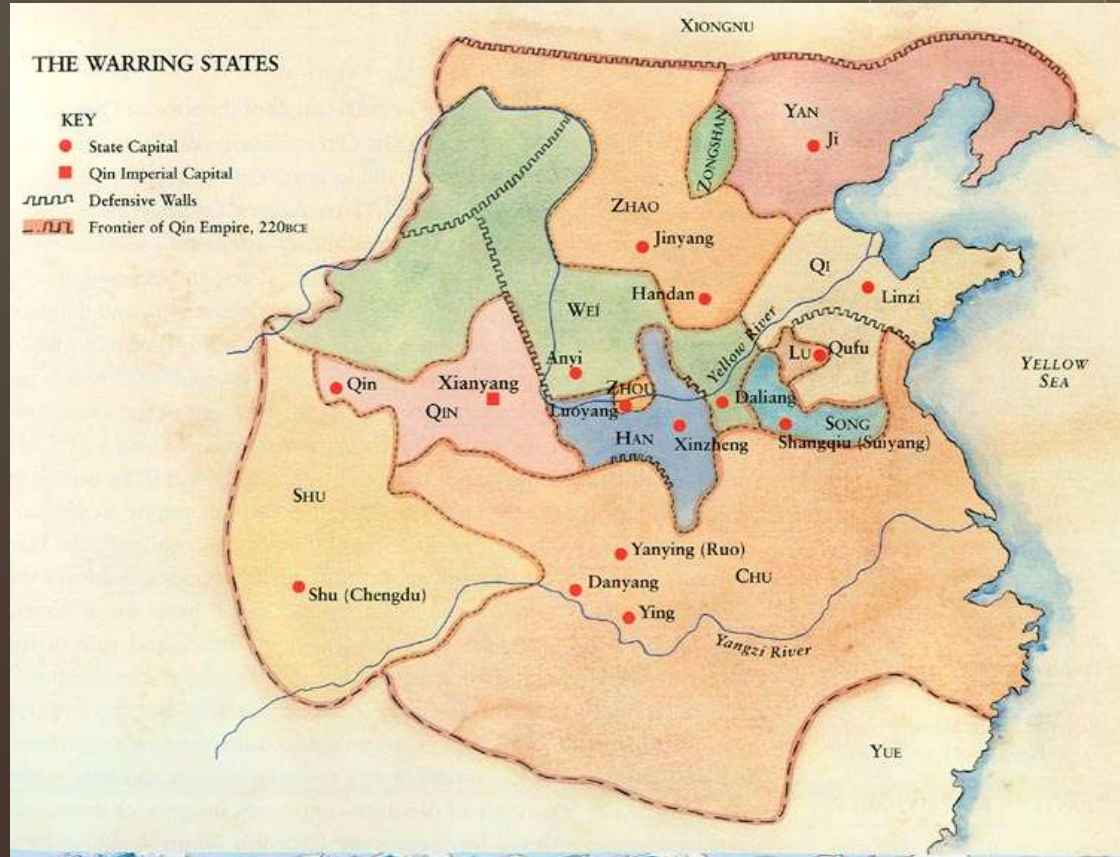 XIONGNU
THE WARRING STATES
KEY
State Capital
Qin Imperial Capital
Defensive Walls
Frontier of Qin Empire, 220BCE
YAN
Ji
ZONGSHAN
ZHAO
Jinyang
QI
Linzi
Handan
WEI
Yellow River
LU
Qufu
YELLOW
SEA
Anyi
Qin
Xianyang
QIN
ZHOU
Luoyang
Daliang
HAN
Xinzheng
SONG
Shangqiu (Suiyang)
SHU
Yanying (Ruo)
CHU
Danyang
Shu (Chengdu)
Ying
Yangzi River
YUE